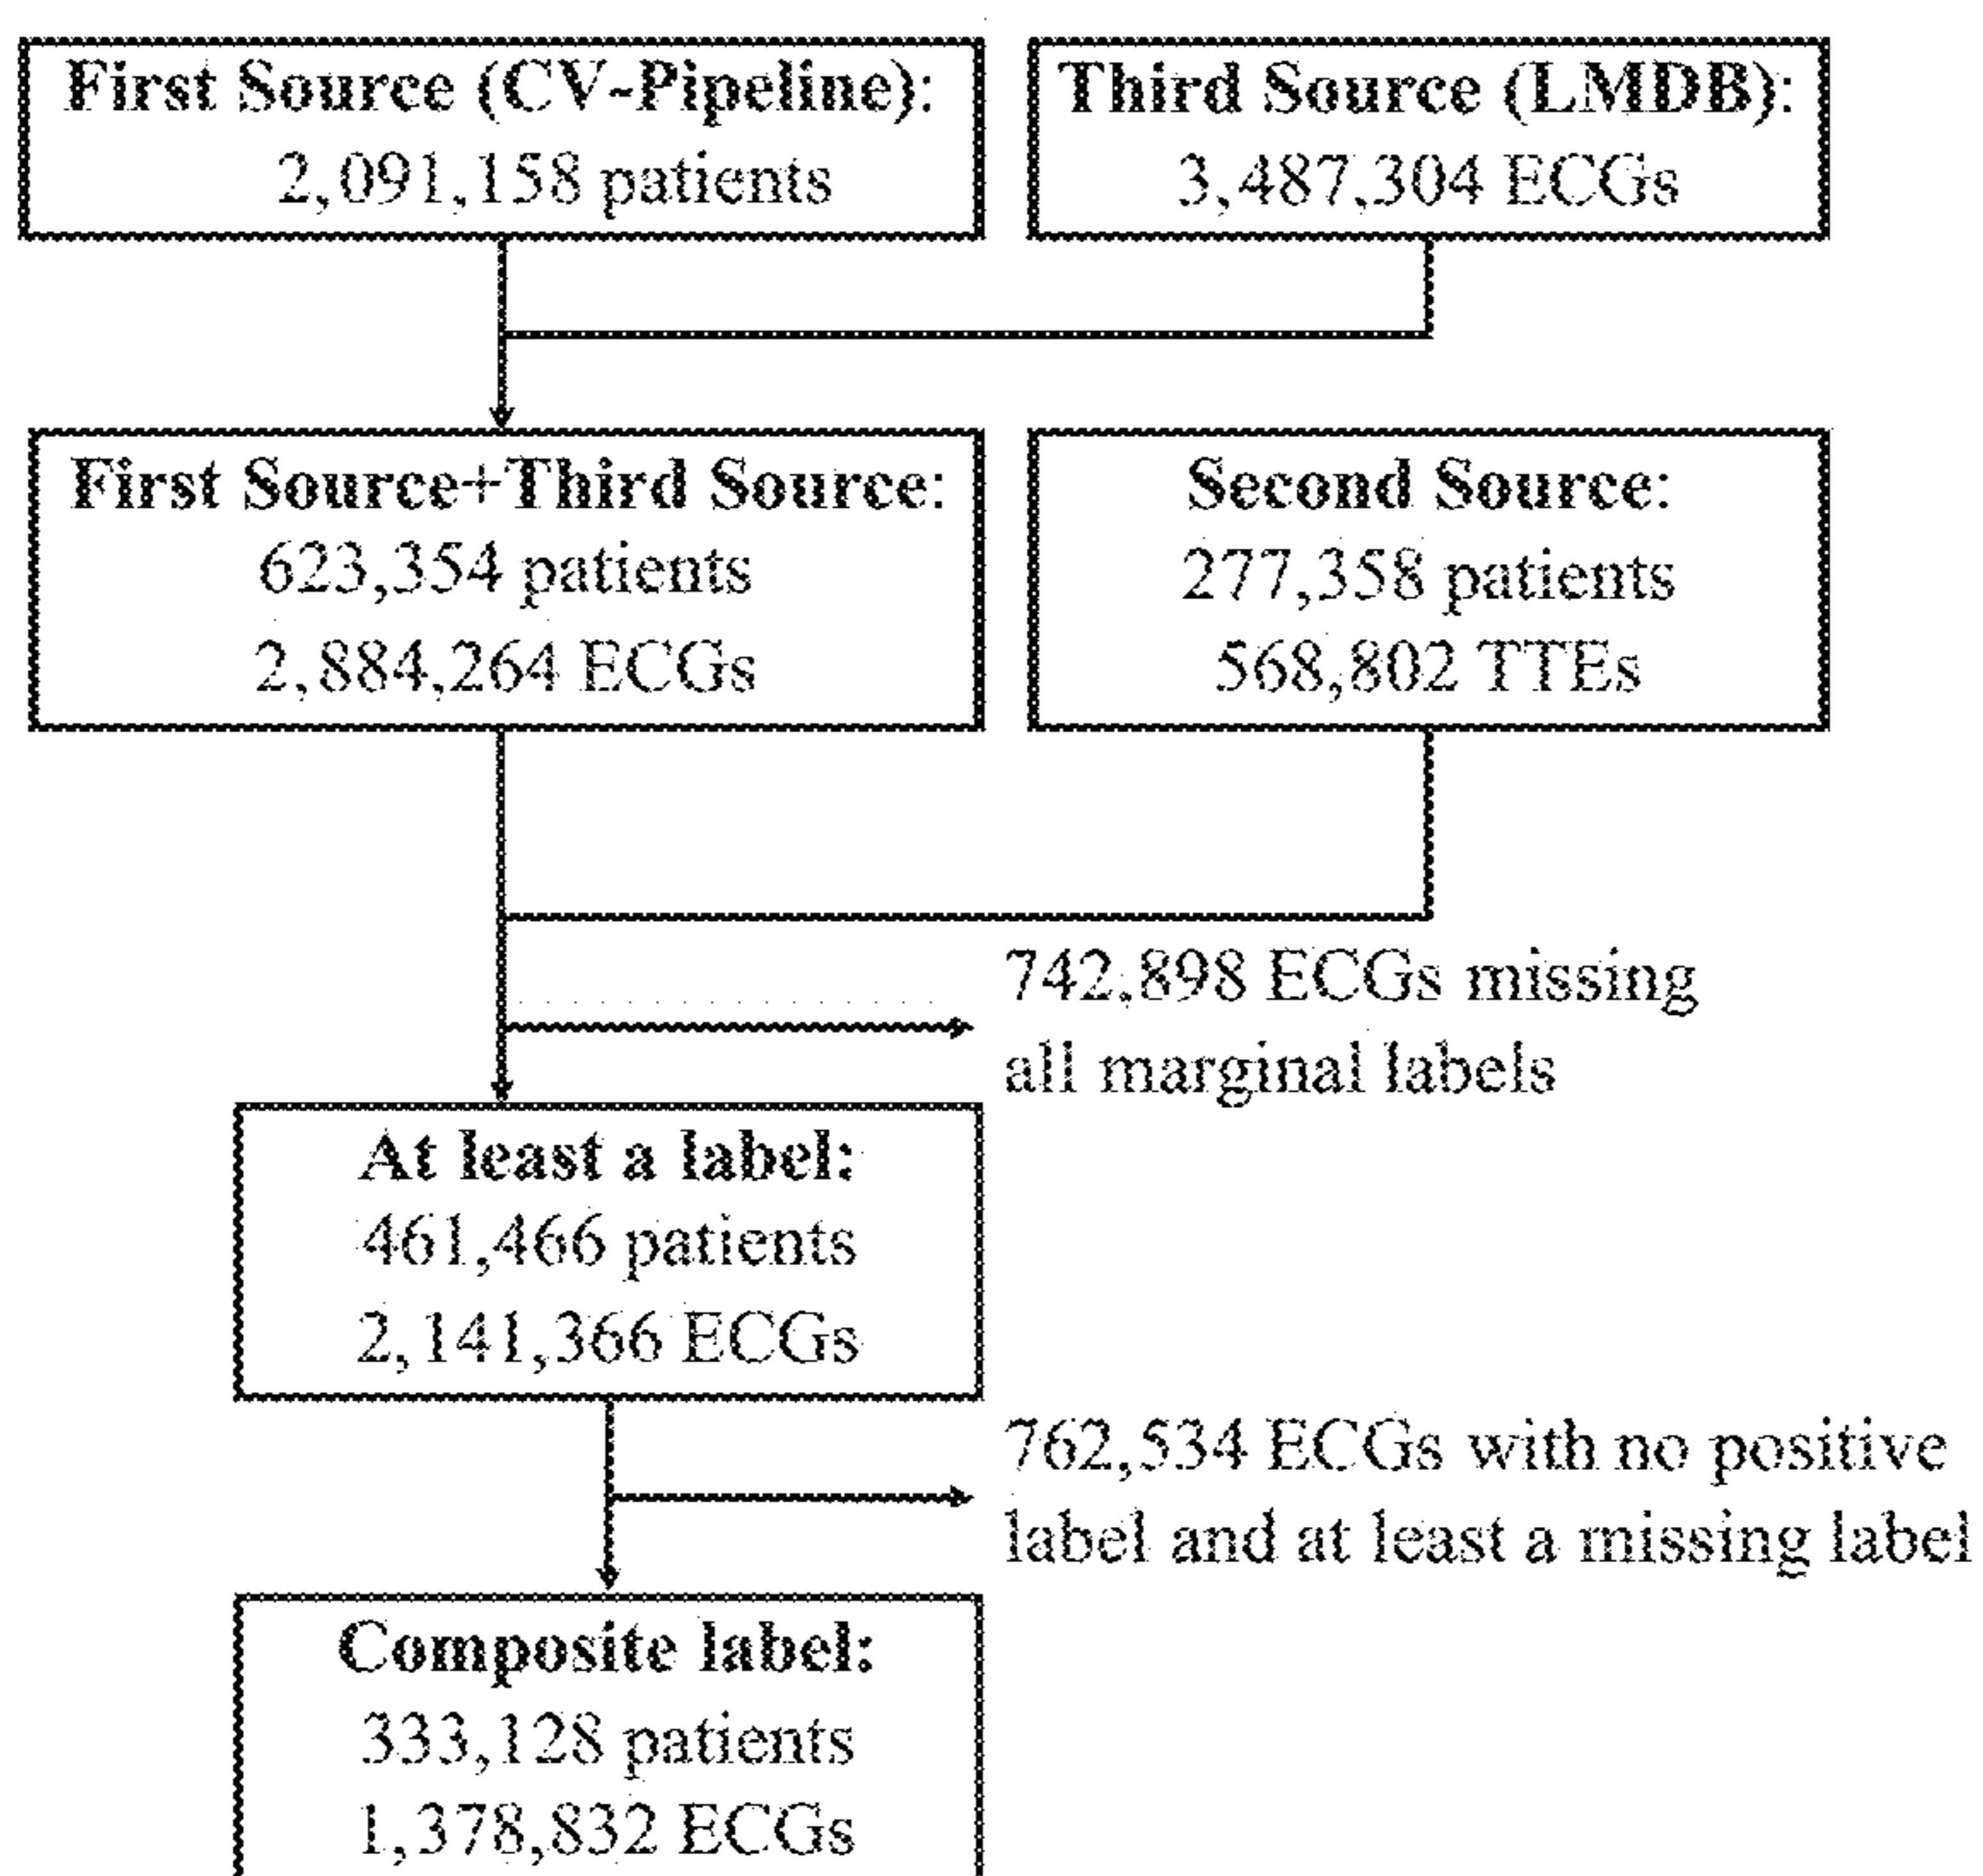 First Source (CV-Pipeline):
2,091,158 patients
Third Source (LMDB):
3,487,304 ECGs
First Source+Third Source:
623,354 patients
2,884,264 ECGs
Second Source:
277,358 patients
568,802 TTEs
742,898 ECGs missing
all marginal labels
At least a label:
461,466 patients
2,141,366 ECGs
762,534 ECGs with no positive
label and at least a missing label
Composite label:
333,128 patients
1,378,832 ECGs